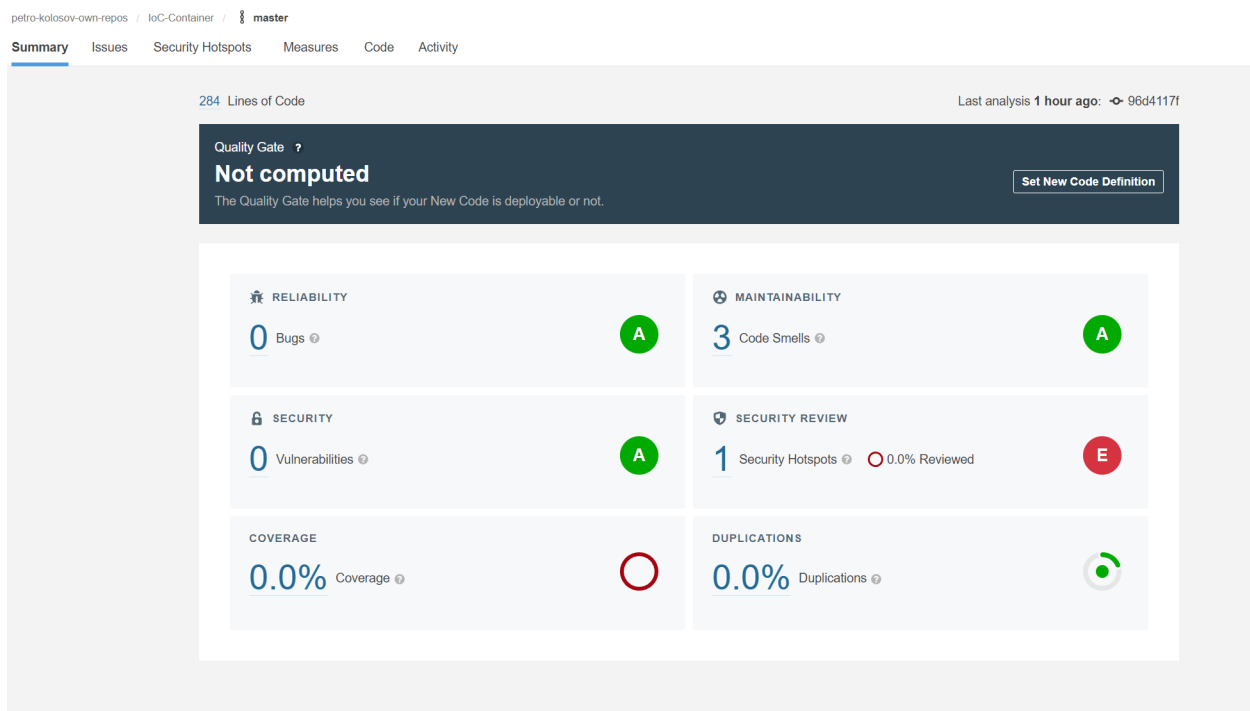 petro-kolosov-own-repos / IoC-Container / master
Summary Issues Security Hotspots Measures Code Activity
284 Lines of Code
Last analysis 1 hour ago: 96d4117f
Quality Gate ?
Not computed
The Quality Gate helps you see if your New Code is deployable or not.
Set New Code Definition
RELIABILITY
0 Bugs ?
A
MAINTAINABILITY
3 Code Smells ?
A
SECURITY
0 Vulnerabilities ?
A
SECURITY REVIEW
1 Security Hotspots ? 0.0% Reviewed
E
COVERAGE
0.0% Coverage ?
DUPLICATIONS
0.0% Duplications ?